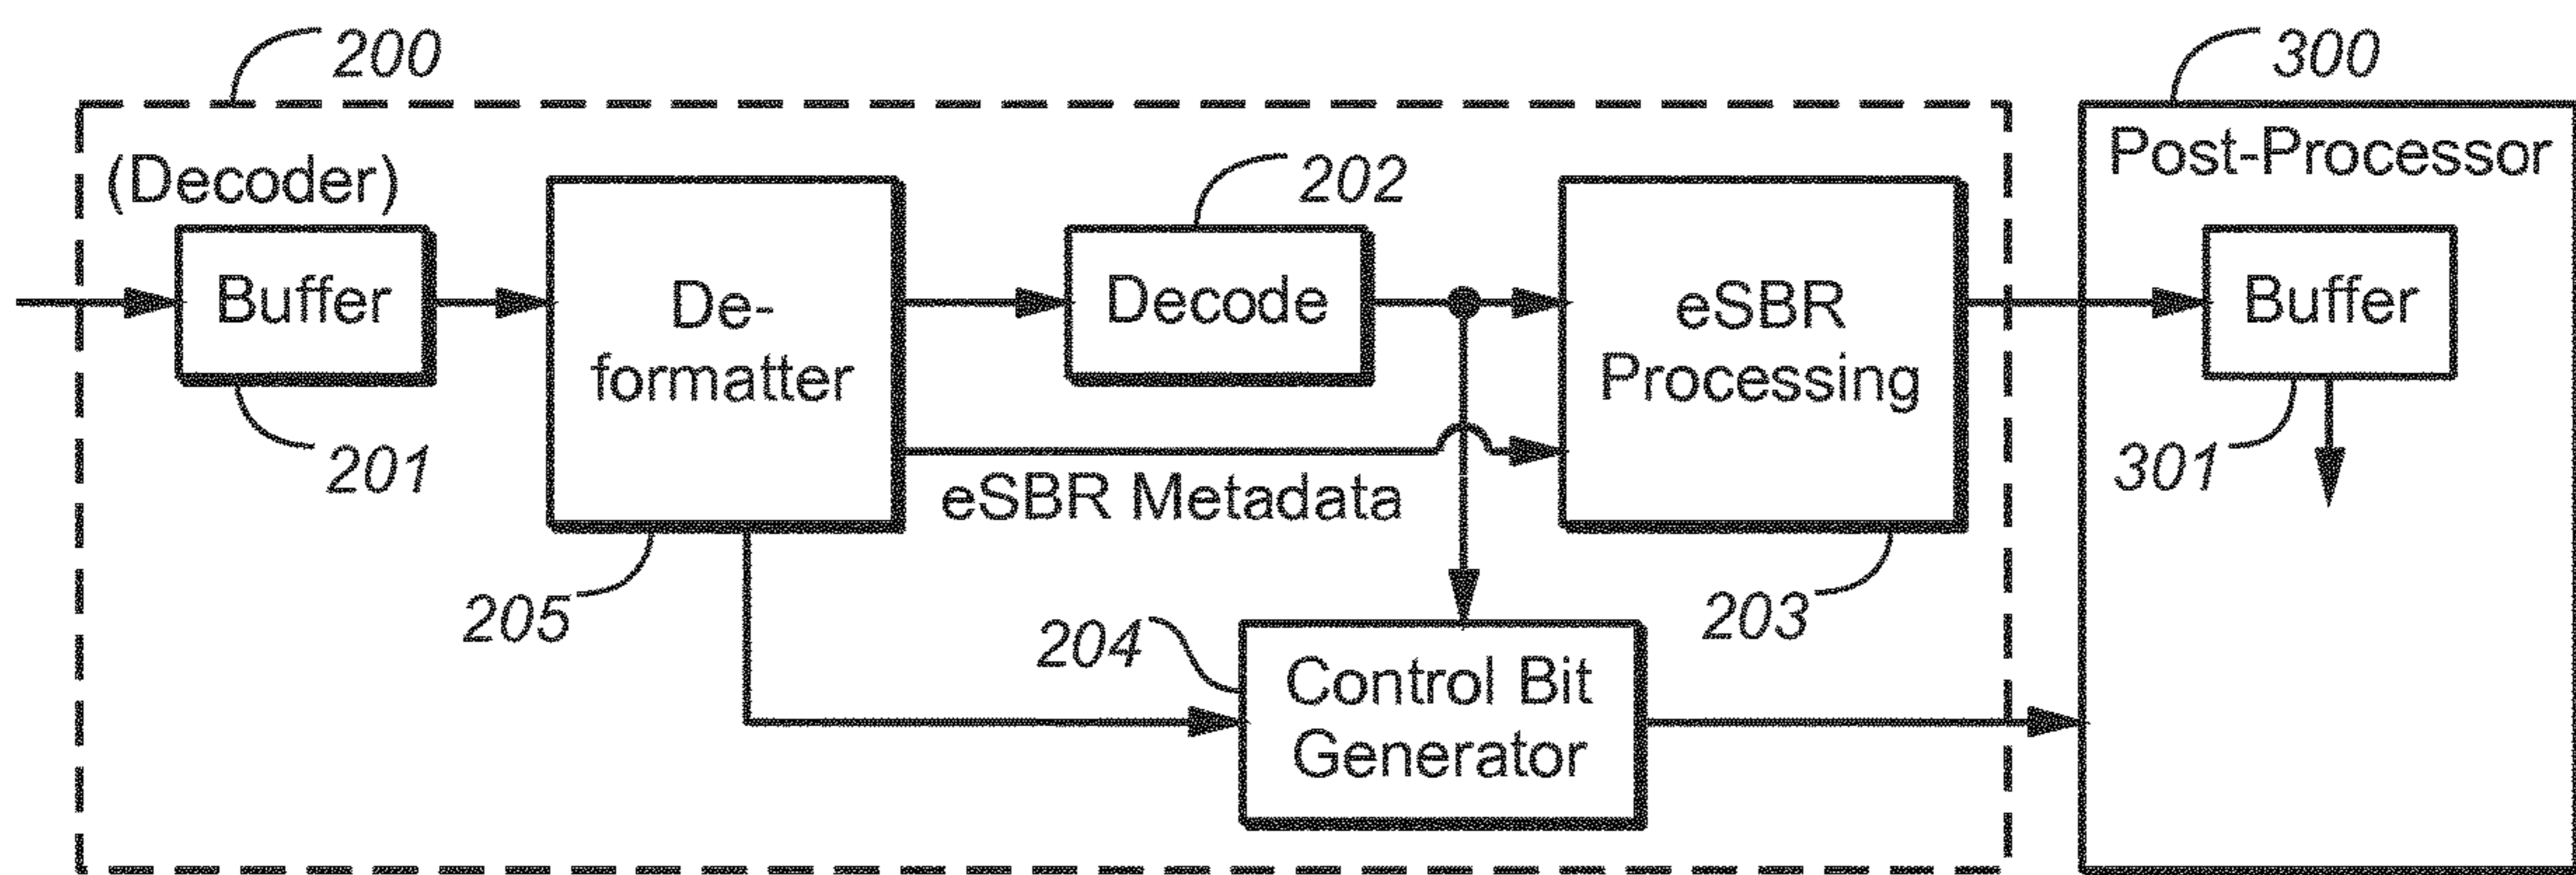 200
300
(Decoder)
Post-Processor
202
Buffer
De-
formatter
Decode
eSBR
Processing
Buffer
201
eSBR Metadata
301
205
204
203
Control Bit
Generator